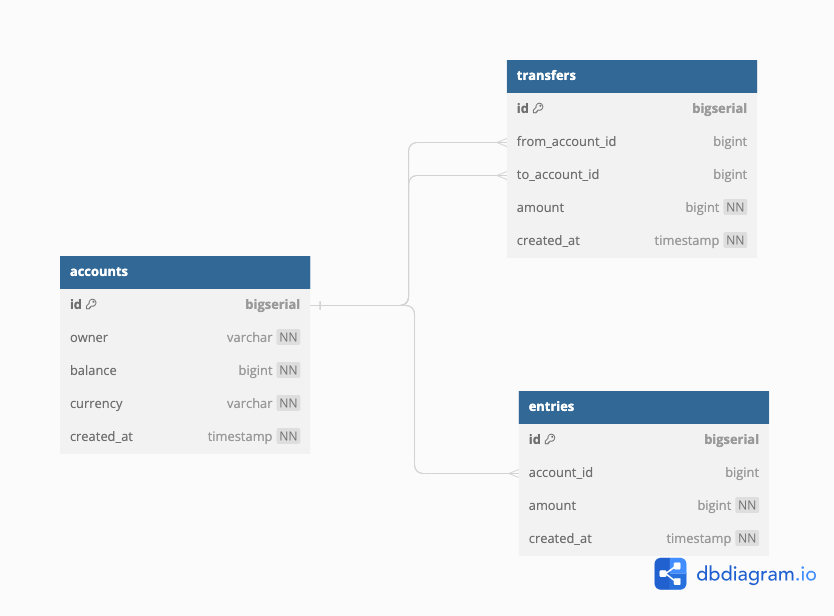 transfers
id bigserial
from_account_id bigint
to_account_id bigint
amount bigint NN
created_at timestamp NN
accounts
id bigserial
owner varchar NN
balance bigint NN
currency varchar NN
created_at timestamp NN
entries
id bigserial
account_id bigint
amount bigint NN
created_at timestamp NN
dbdiagram.io